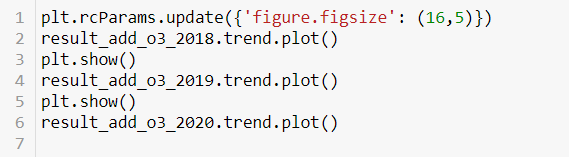 1 plt.rcParams.update({'figure.figsize': (16,5)})
2 result_add_o3_2018.trend.plot()
3 plt.show()
4 result_add_o3_2019.trend.plot()
5 plt.show()
6 result_add_o3_2020.trend.plot()
7